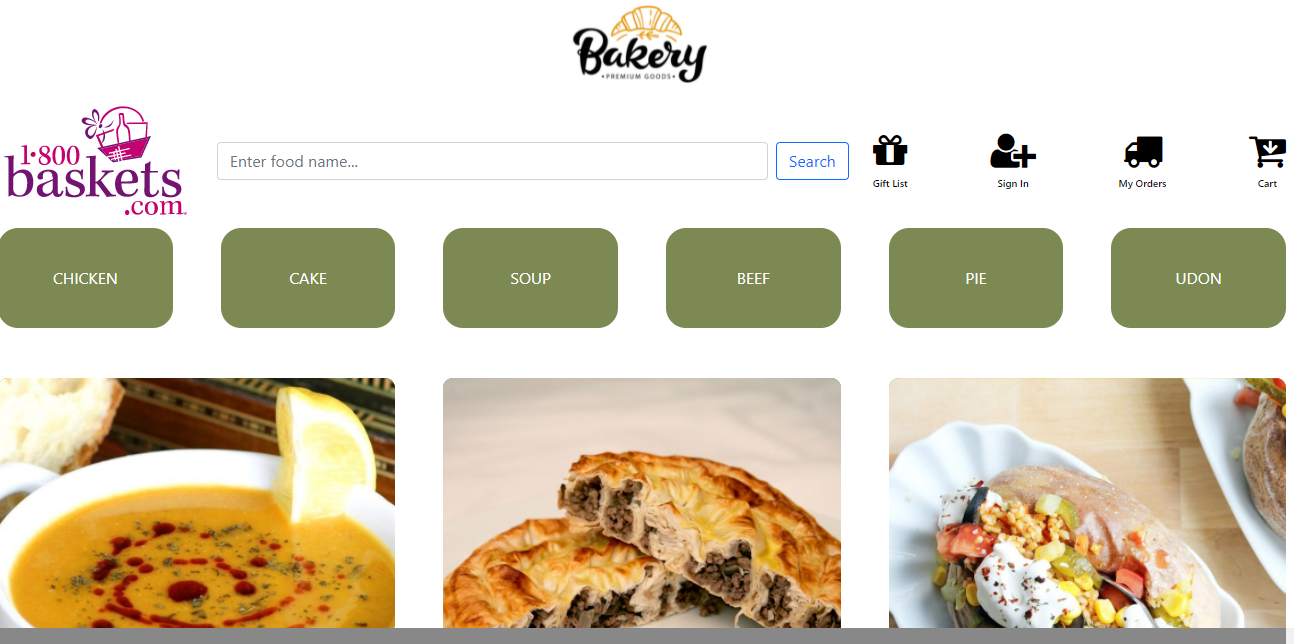 Bakery
•PREMIUM GOODS•
1·800
baskets
.com
Enter food name...
Search
Gift List
Sign In
My Orders
Cart
CHICKEN
CAKE
SOUP
BEEF
PIE
UDON